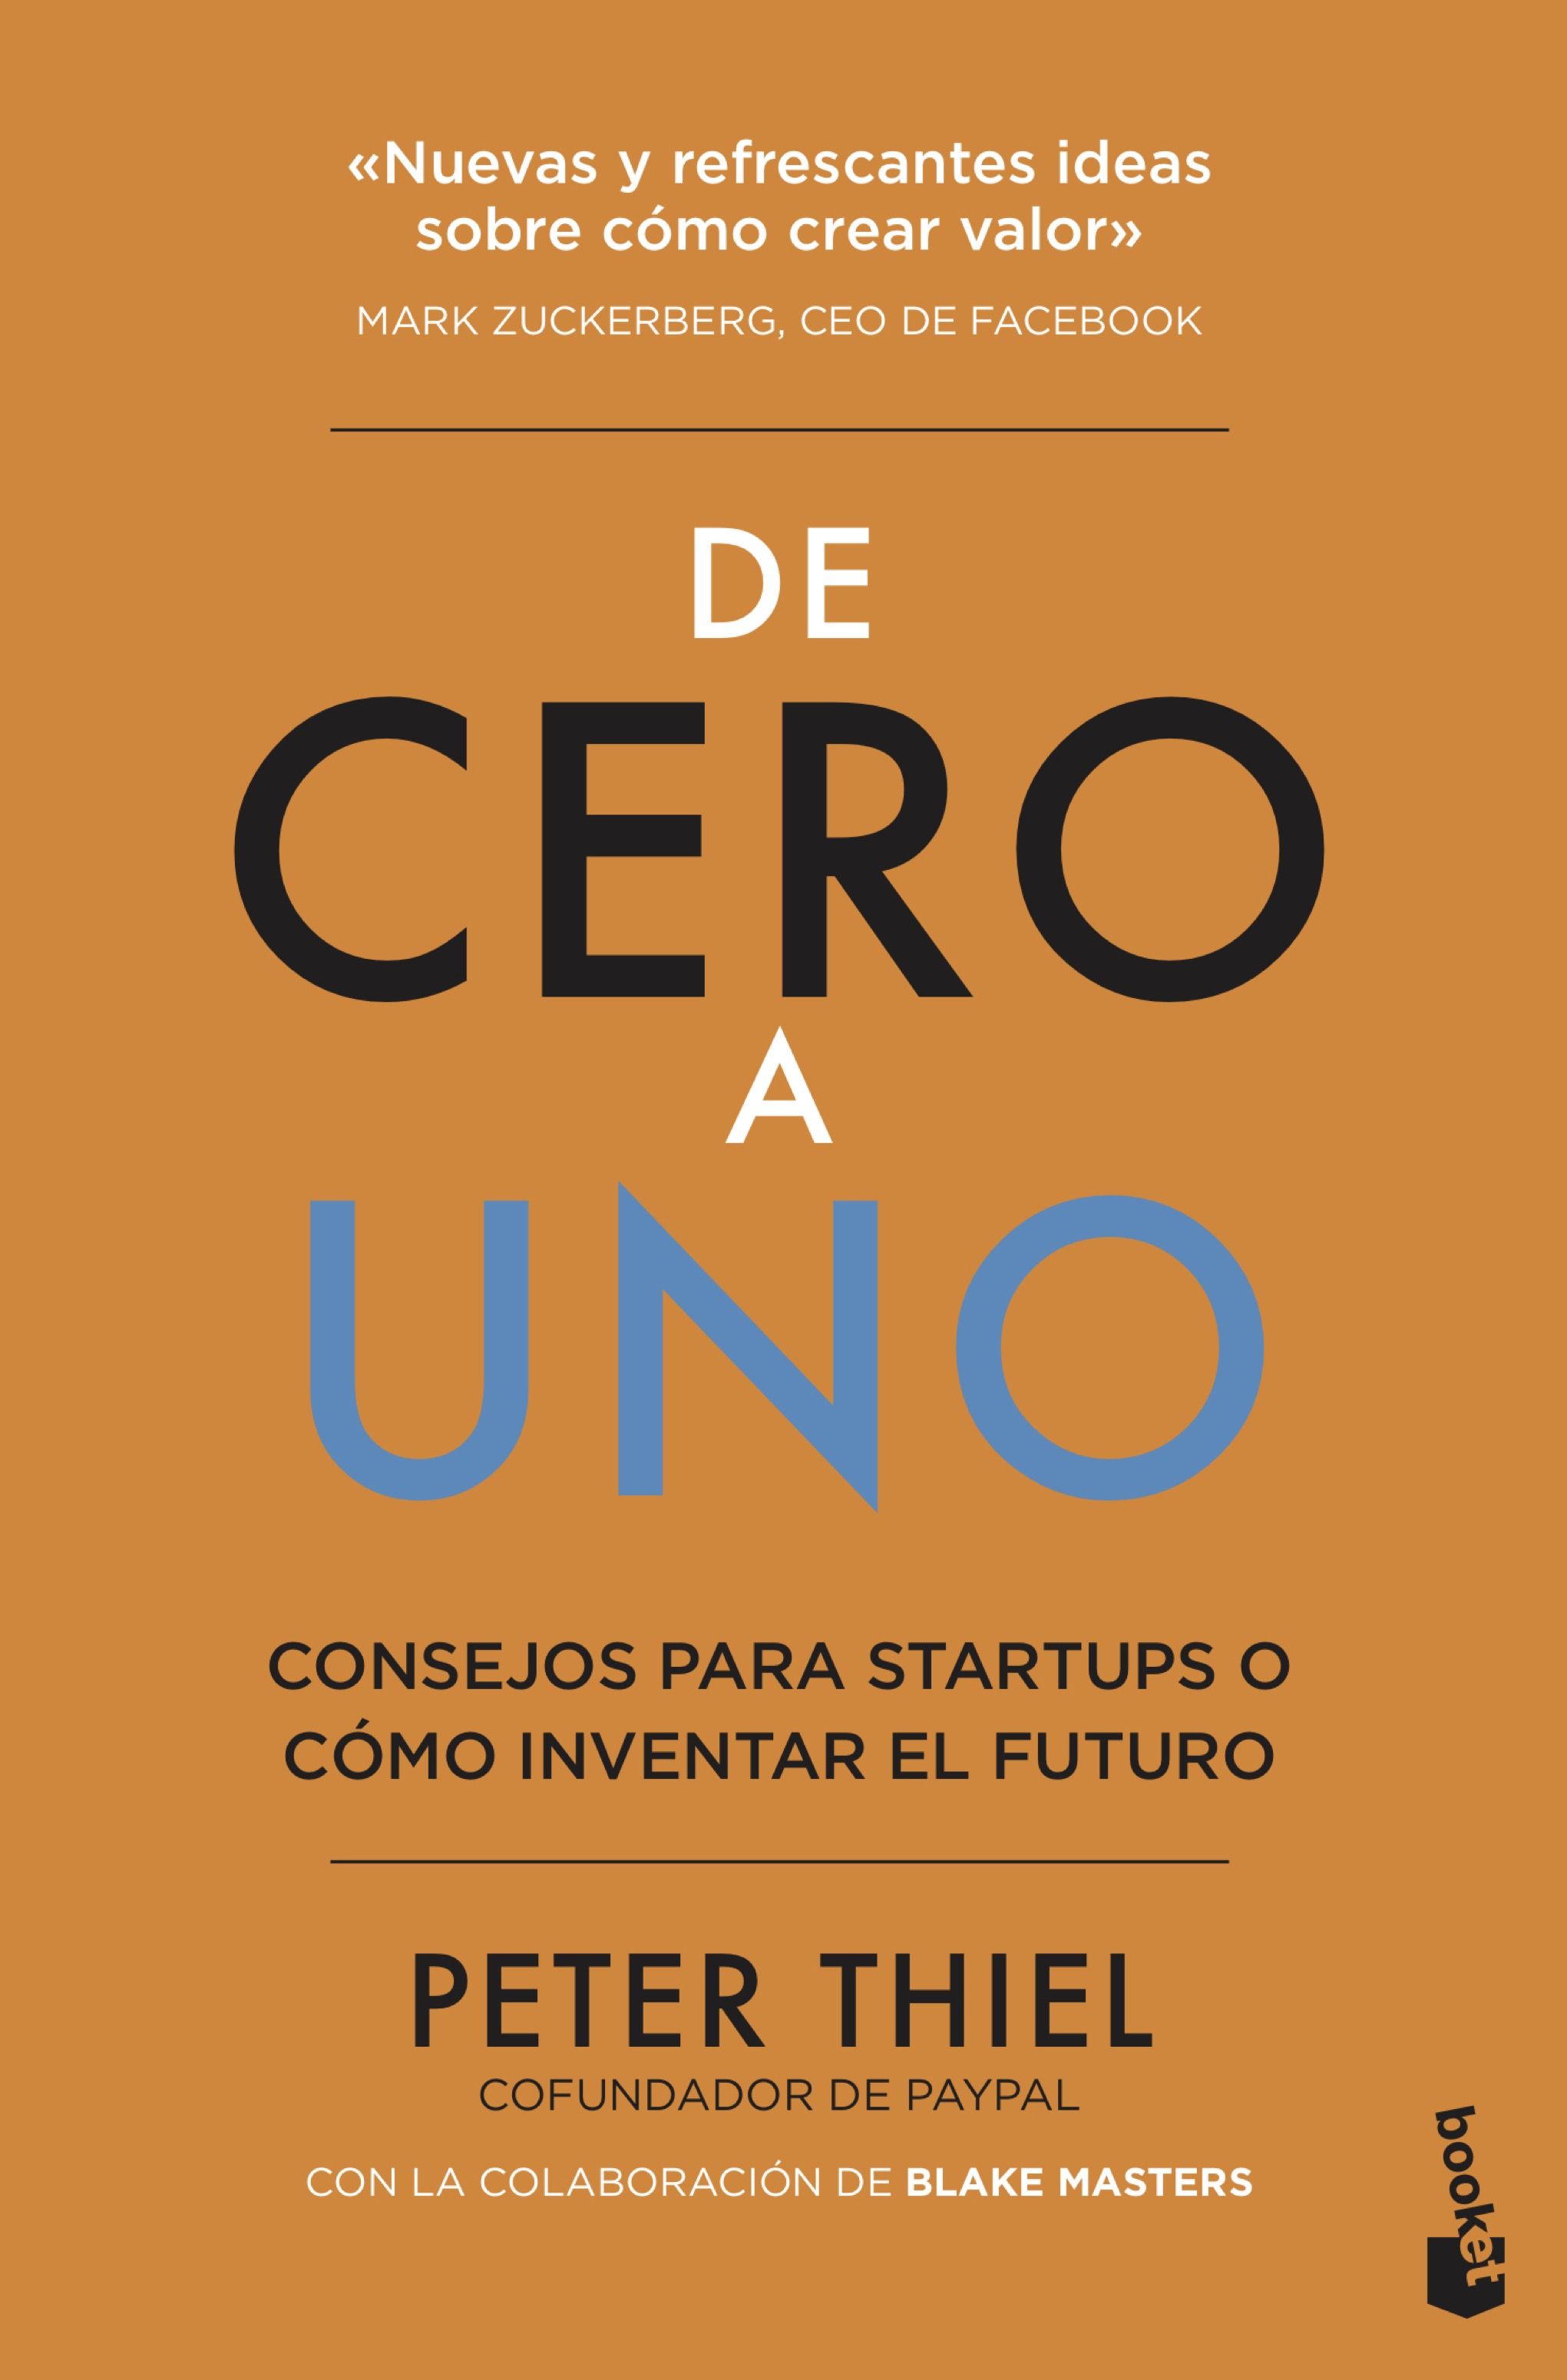 «Nuevas y refrescantes ideas
sobre cómo crear valor»
MARK ZUCKERBERG, CEO DE FACEBOOK
DE
CERO
A
UNO
CONSEJOS PARA STARTUPS O
CÓMO INVENTAR EL FUTURO
PETER THIEL
COFUNDADOR DE PAYPAL
CON LA COLABORACIÓN DE BLAKE MASTERS
booket